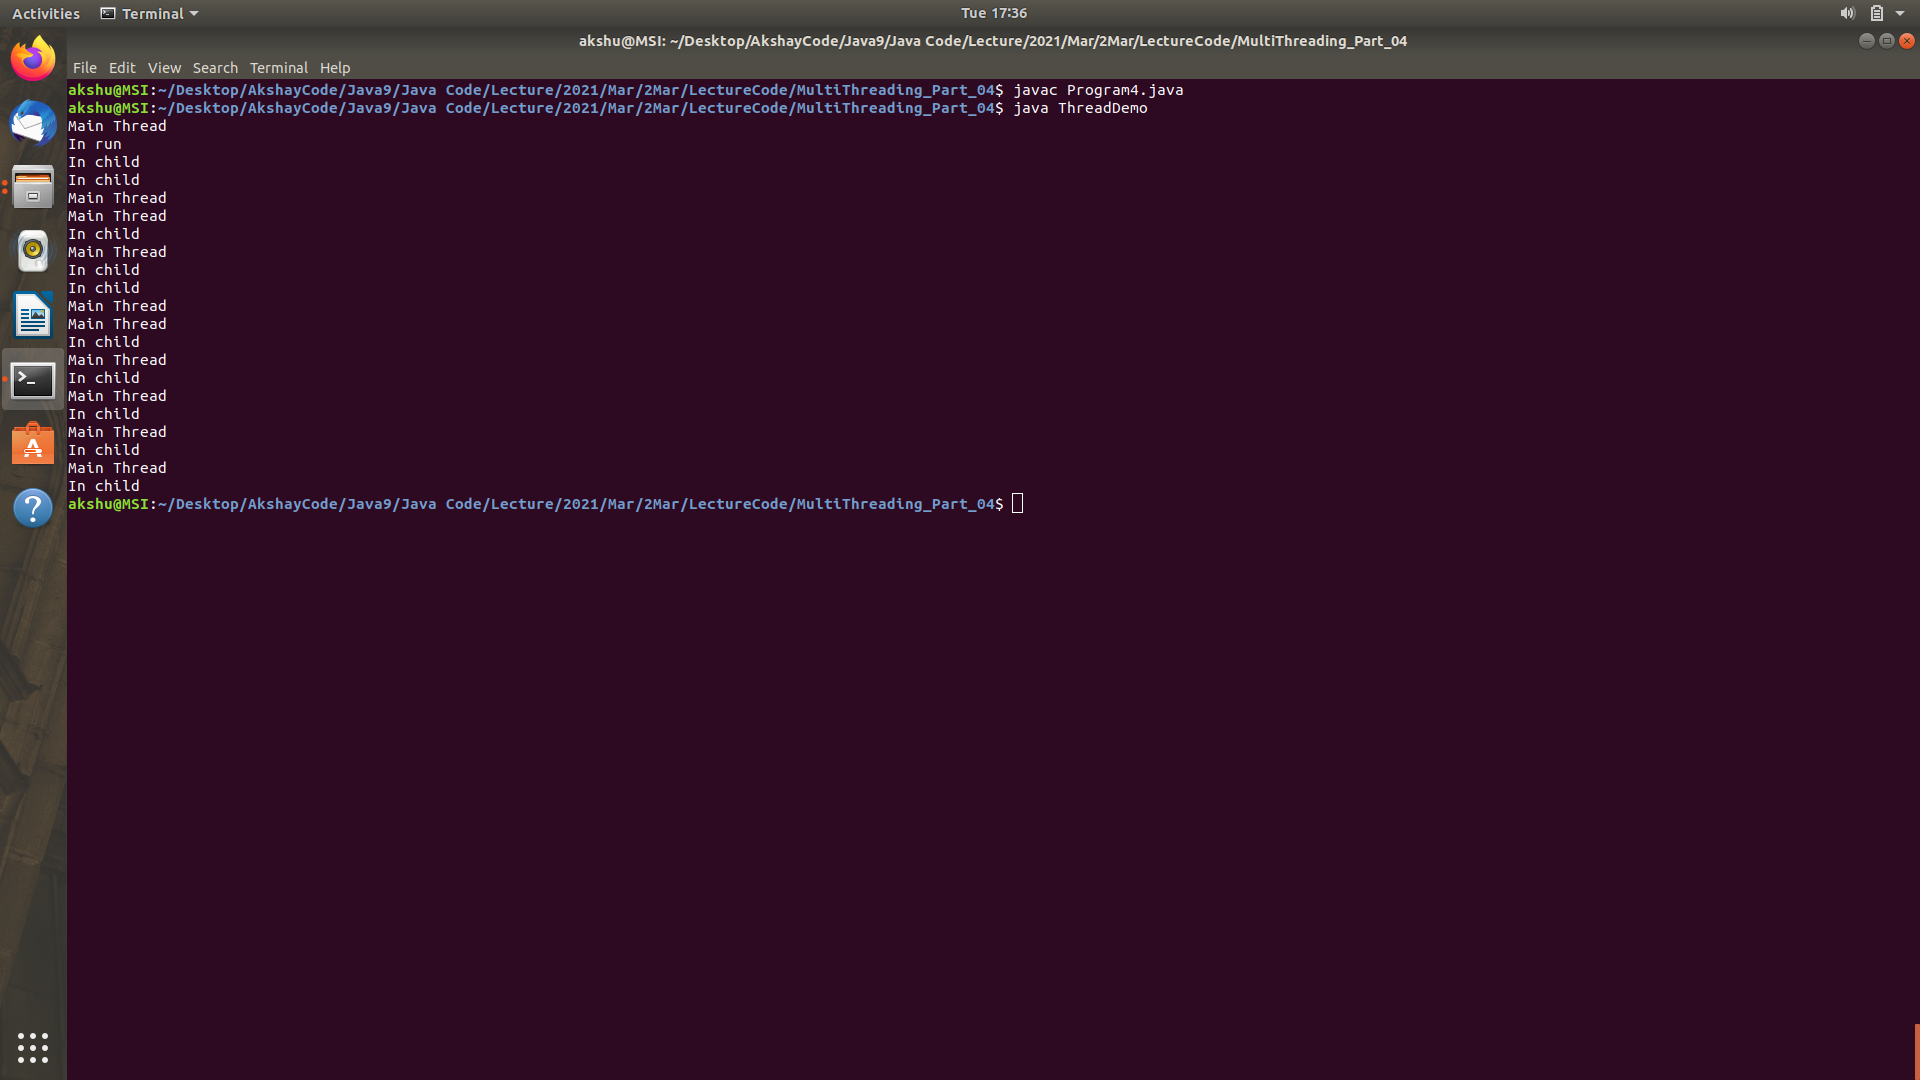 Activities Terminal Tue 17:36
akshu@MSI: ~/Desktop/AkshayCode/Java9/Java Code/Lecture/2021/Mar/2Mar/LectureCode/MultiThreading_Part_04
File Edit View Search Terminal Help
akshu@MSI:~/Desktop/AkshayCode/Java9/Java Code/Lecture/2021/Mar/2Mar/LectureCode/MultiThreading_Part_04$ javac Program4.java
akshu@MSI:~/Desktop/AkshayCode/Java9/Java Code/Lecture/2021/Mar/2Mar/LectureCode/MultiThreading_Part_04$ java ThreadDemo
Main Thread
In run
In child
In child
Main Thread
Main Thread
In child
Main Thread
In child
In child
Main Thread
Main Thread
In child
Main Thread
In child
Main Thread
In child
Main Thread
In child
Main Thread
In child
akshu@MSI:~/Desktop/AkshayCode/Java9/Java Code/Lecture/2021/Mar/2Mar/LectureCode/MultiThreading_Part_04$